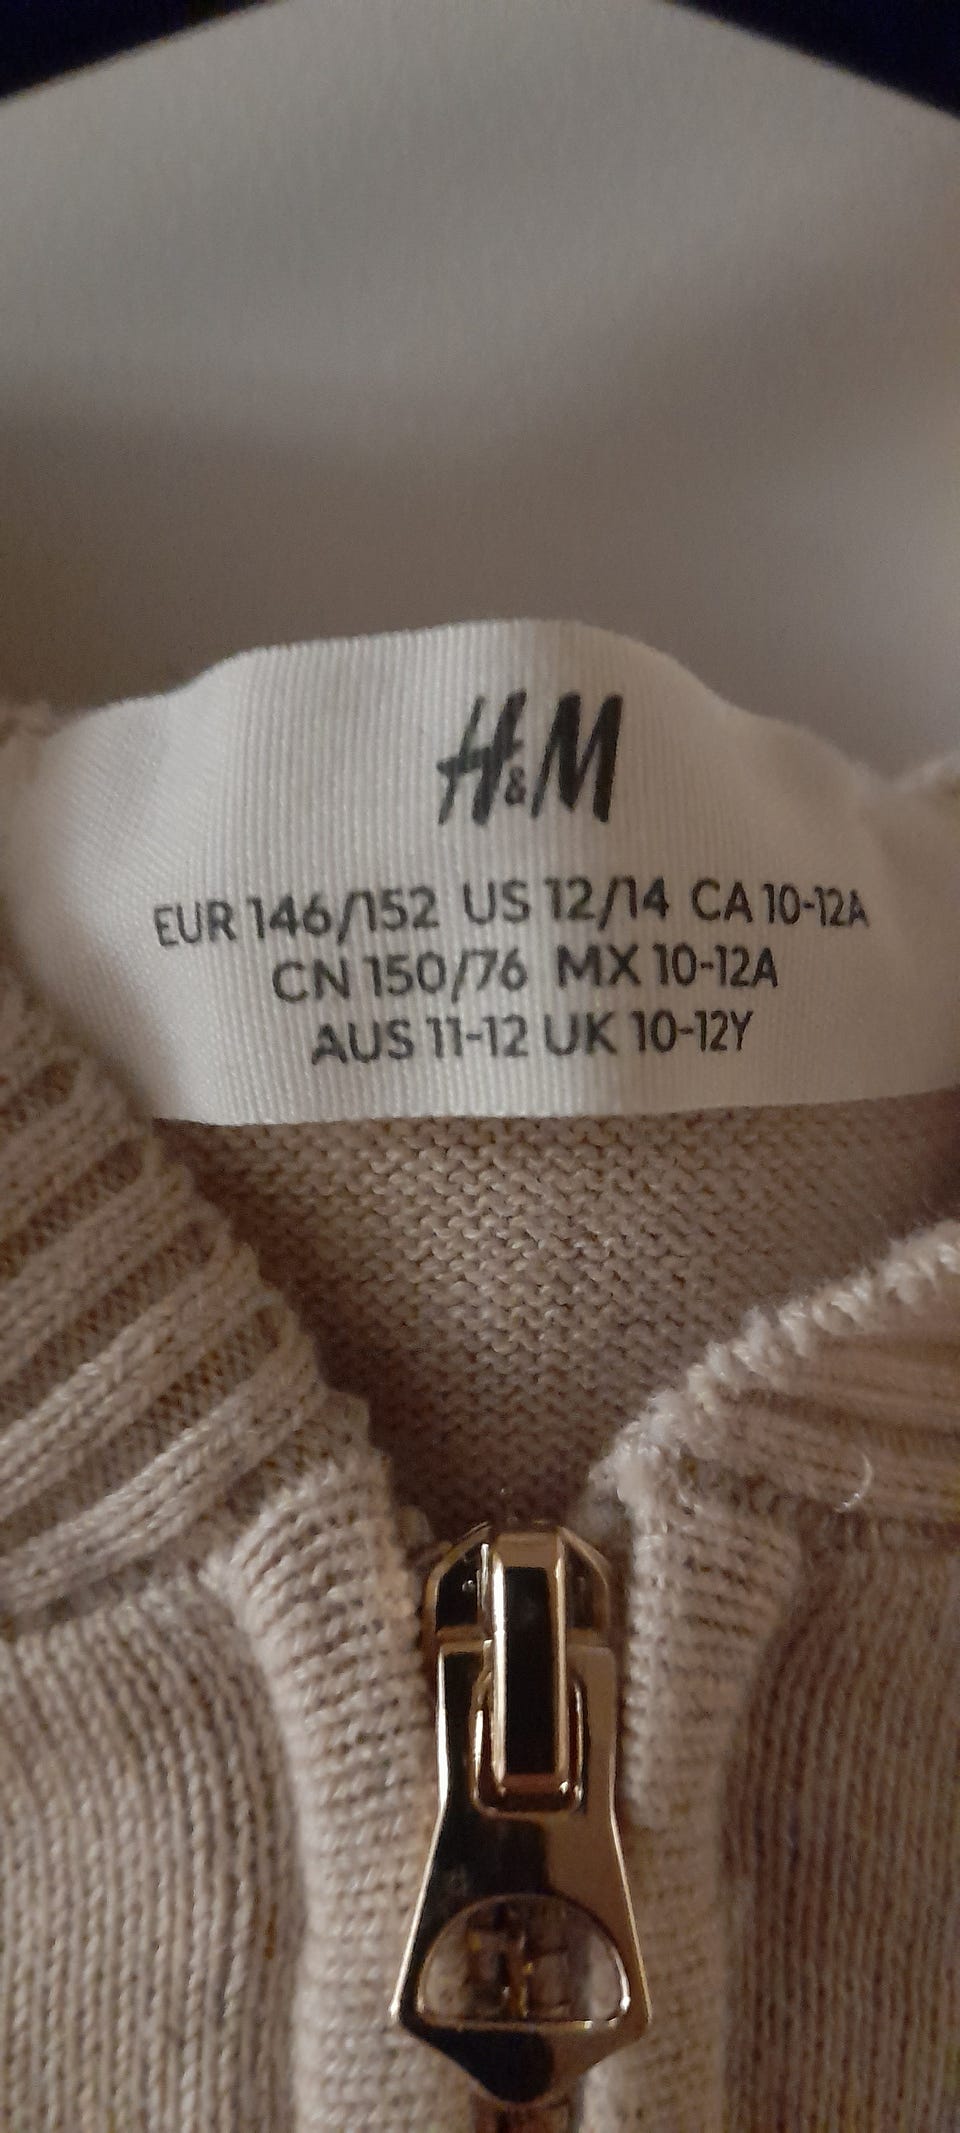 H&M
EUR 146/152 US 12/14 CA 10-12A
CN 150/76 MX 10-12A
AUS 11-12 UK 10-12Y